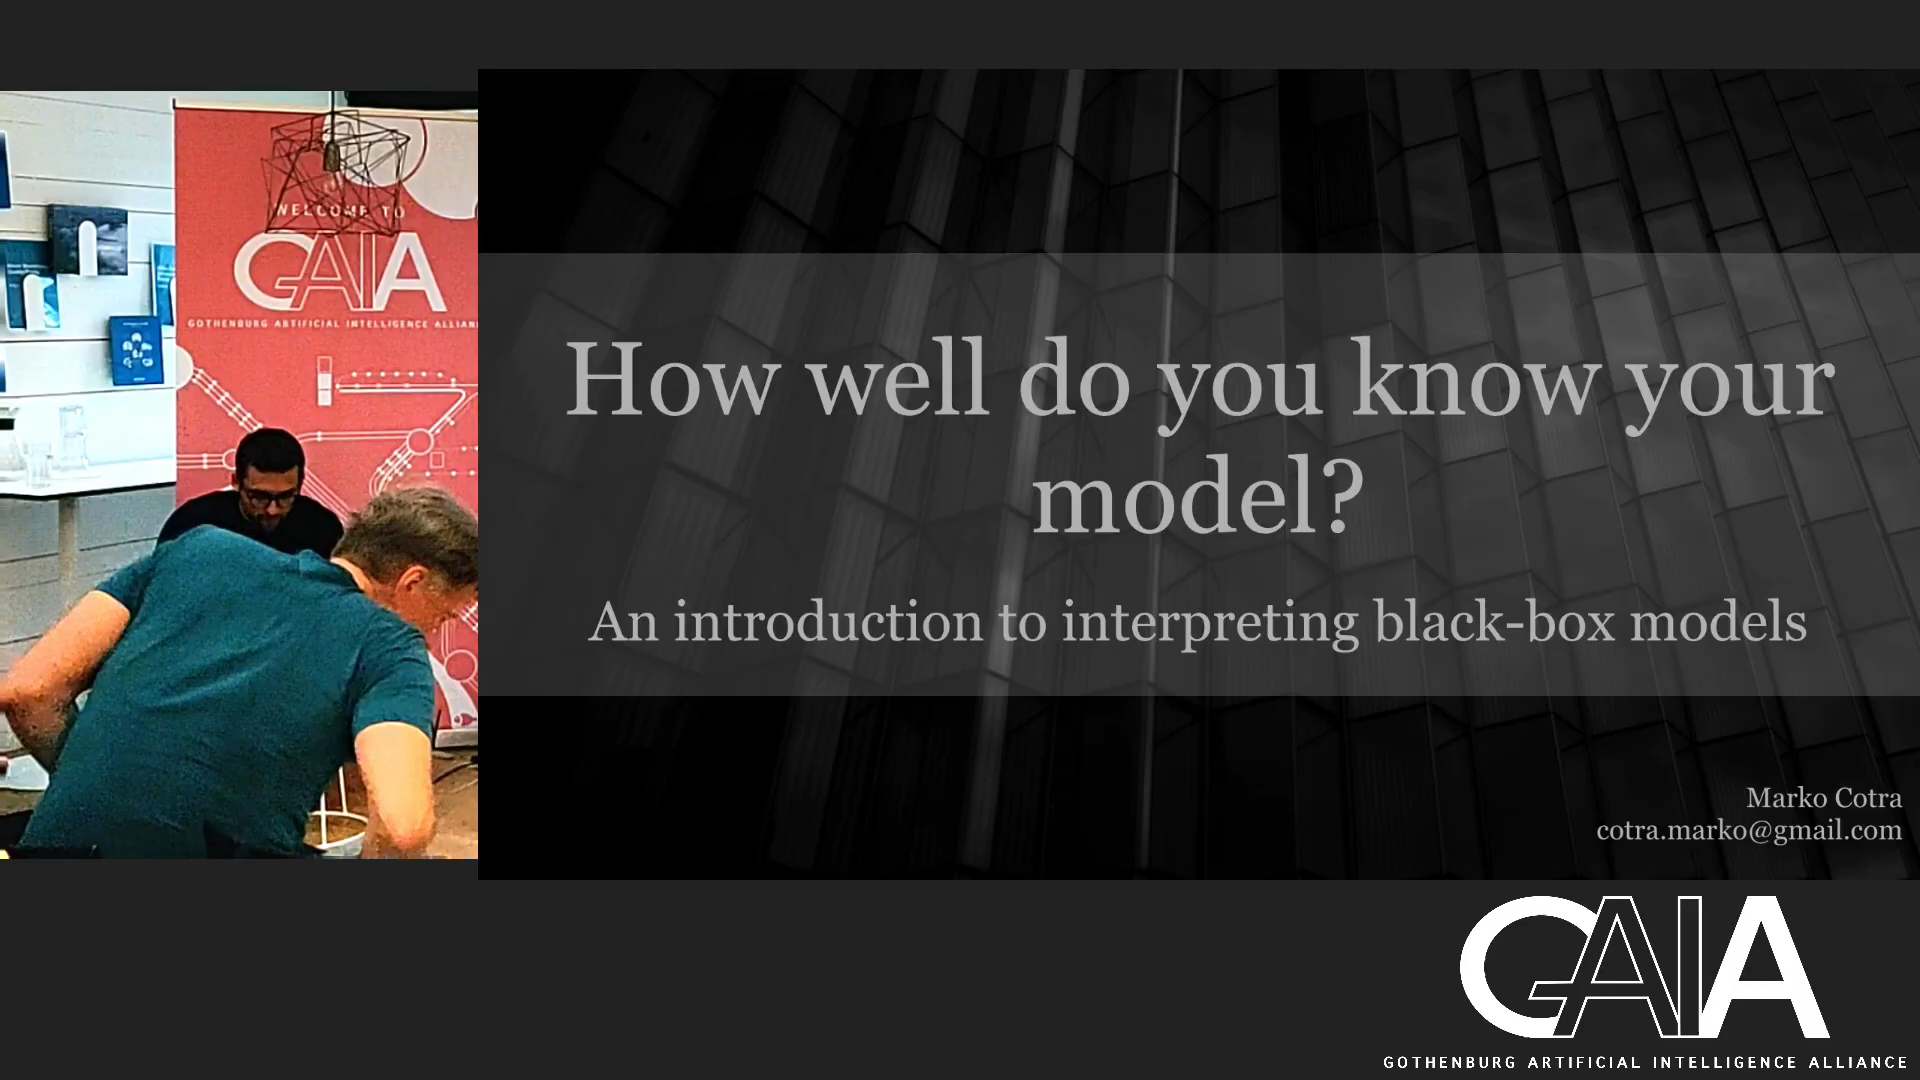 WELCOME TO
GAIA
GOTHENBURG ARTIFICIAL INTELLIGENCE ALLIAN
How well do you know your
model?
An introduction to interpreting black-box models
Marko Cotra
cotra.marko@gmail.com
GAIA
GOTHENBURG ARTIFICIAL INTELLIGENCE ALLIANCE